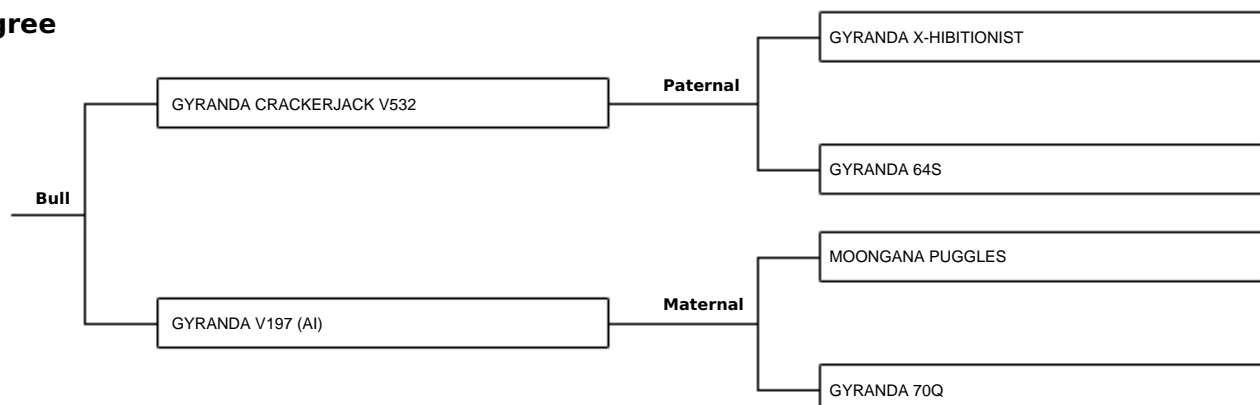 gree
GYRANDA X-HIBITIONIST
Paternal
GYRANDA CRACKERJACK V532
GYRANDA 64S
Bull
MOONGANA PUGGLES
Maternal
GYRANDA V197 (AI)
GYRANDA 70Q